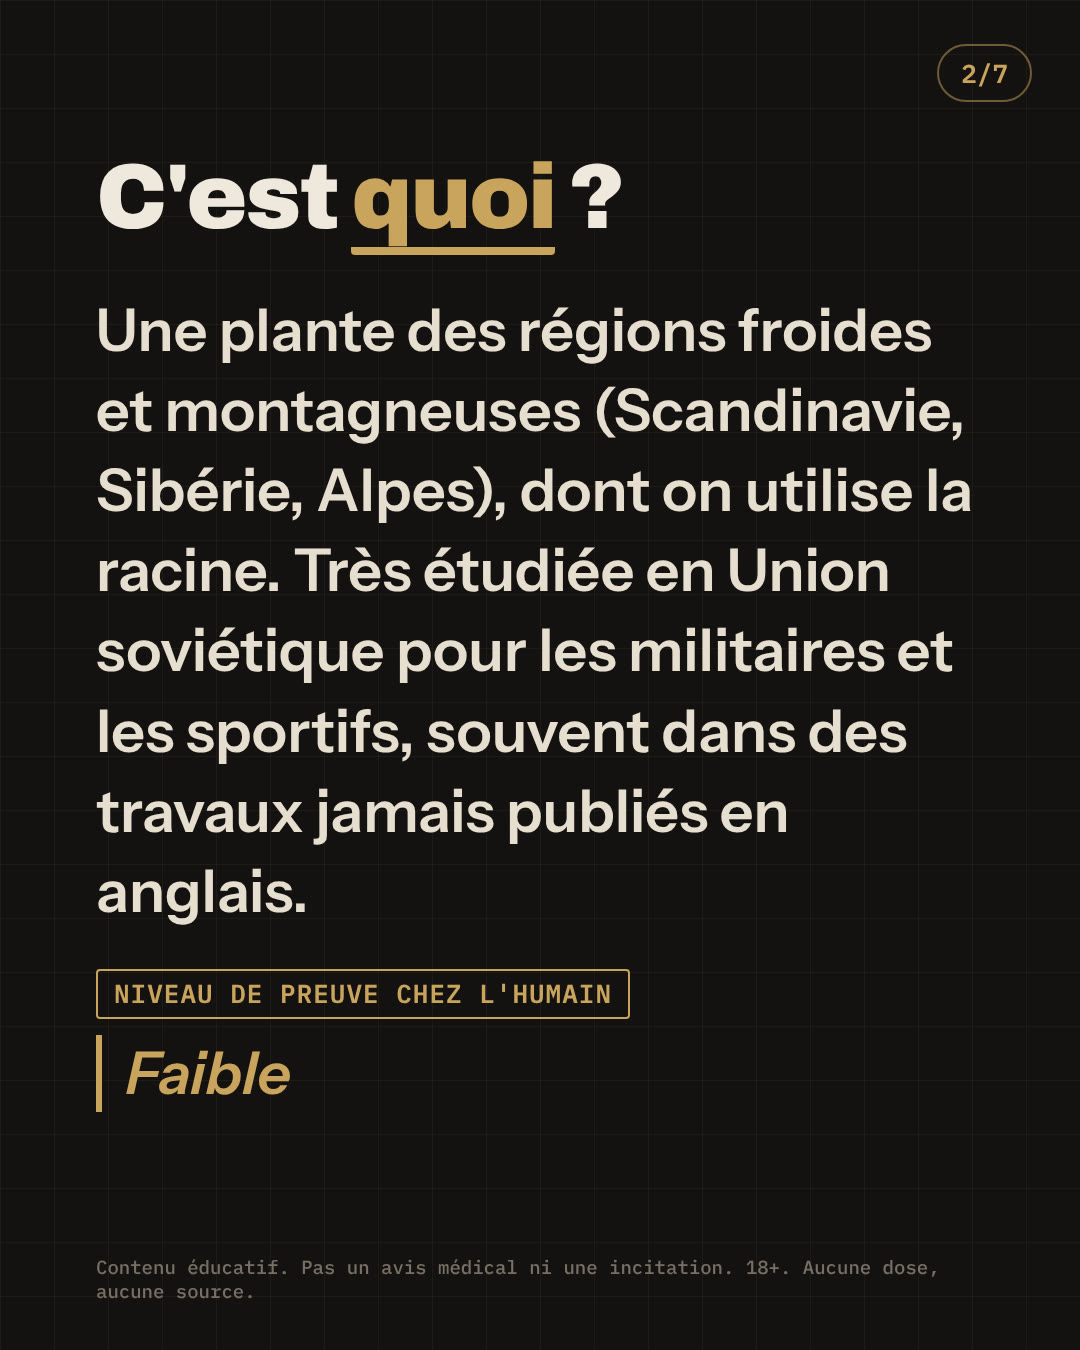 2/7
C'est quoi ?
Une plante des régions froides
et montagneuses (Scandinavie,
Sibérie, Alpes), dont on utilise la
racine. Très étudiée en Union
soviétique pour les militaires et
les sportifs, souvent dans des
travaux jamais publiés en
anglais.
NIVEAU DE PREUVE CHEZ L'HUMAIN
Faible
Contenu éducatif. Pas un avis médical ni une incitation. 18+. Aucune dose,
aucune source.